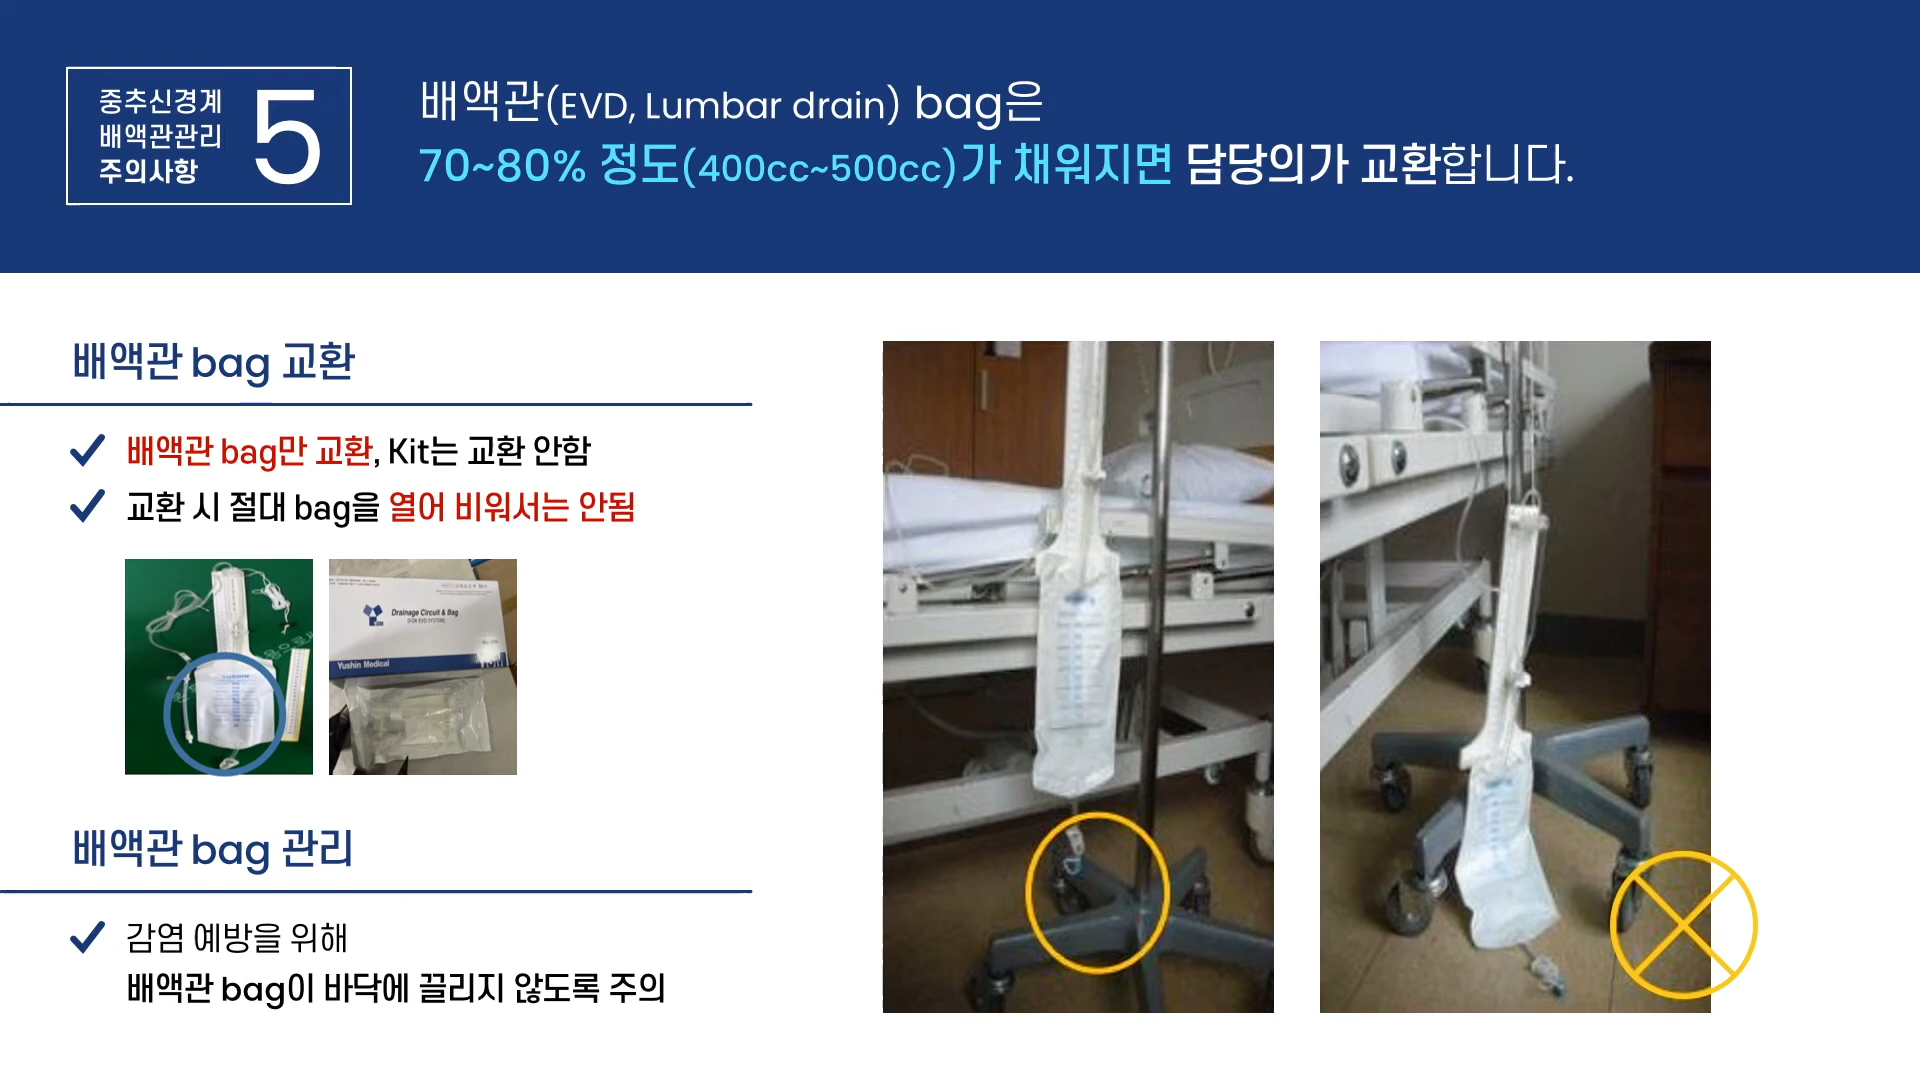 중추신경계
배액관관리
주의사항
5
배액관(EVD, Lumbar drain) bag은
70~80% 정도(400cc~500cc)가 채워지면 담당의가 교환합니다.
배액관 bag 교환
배액관 bag만 교환, Kit는 교환 안함
교환 시 절대 bag을 열어 비워서는 안됨
Drainage Circuit & Bag
(FOR EVD SYSTEM)
Yushin Medical
배액관 bag 관리
감염 예방을 위해
배액관 bag이 바닥에 끌리지 않도록 주의